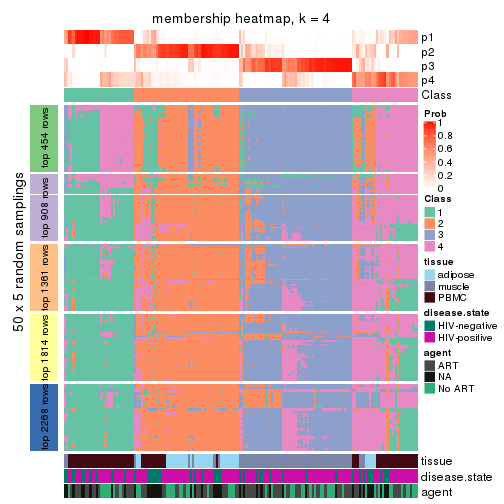 membership heatmap, k = 4
p1
p2
p3
p4
Class
50 x 5 random samplings
top 454 rows
top 908 rows
top 1361 rows
top 1814 rows
top 2268 rows
Prob
1
0.8
0.6
0.4
0.2
0
Class
1
2
3
4
tissue
adipose
muscle
PBMC
disease.state
HIV-negative
HIV-positive
agent
ART
NA
No ART
tissue
disease.state
agent